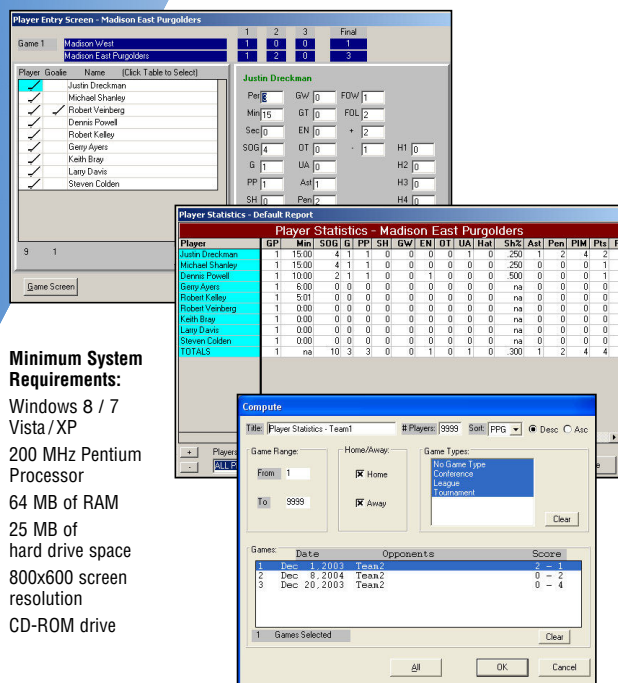 Player Entry Screen - Madison East Purgolders
1 2 3 Final
Game 1 Madison West 1 0 0 1
Madison East Purgolders 1 2 0 3
Player Goalie Name (Click Table to Select)
Justin Dreckman
Michael Shanley
Robert Veinberg
Dennis Powell
Robert Kelley
Gerry Ayers
Keith Bray
Larry Davis
Steven Colden
9 1
Game Screen
Justin Dreckman
Per 3 GW 0 FOW 1
Min 15 GT 0 FOL 2
Sec 0 EN 0 + 2
SOG 4 OT 0 - 1 H1 0
G 1 UA 0 H2 0
PP 1 Ast 1 H3 0
SH 0 Pen 2 H4 0
Player Statistics - Default Report
Player Statistics - Madison East Purgolders
Player GP Min SOG G PP SH GW EN OT UA Hat Sh% Ast Pen PIM Pts
Justin Dreckman 1 15:00 4 1 1 0 0 0 0 1 0 .250 1 2 4 2
Michael Shanley 1 15:00 4 1 1 0 0 0 0 0 0 .250 0 0 0 1
Dennis Powell 1 10:00 2 1 1 0 0 1 0 0 0 .500 0 0 0 1
Gerry Ayers 1 6:00 0 0 0 0 0 0 0 0 0 na 0 0 0 0
Robert Kelley 1 5:01 0 0 0 0 0 0 0 0 0 na 0 0 0 0
Robert Veinberg 1 0:00 0 0 0 0 0 0 0 0 0 na 0 0 0 0
Keith Bray 1 0:00 0 0 0 0 0 0 0 0 0 na 0 0 0 0
Larry Davis 1 0:00 0 0 0 0 0 0 0 0 0 na 0 0 0 0
Steven Colden 1 0:00 0 0 0 0 0 0 0 0 0 na 0 0 0 0
TOTALS 1 na 10 3 3 0 0 1 0 1 0 .300 1 2 4 4
+ Players
- ALL P
Minimum System
Requirements:
Windows 8 / 7
Vista/XP
200 MHz Pentium
Processor
64 MB of RAM
25 MB of
hard drive space
800x600 screen
resolution
CD-ROM drive
Compute
Title: Player Statistics - Team1 # Players: 9999 Sort: PPG Desc Asc
Game Range: Home/Away: Game Types:
From 1 Home
To 9999 Away
No Game Type
Conference
League
Tournament
Clear
Games:
Date Opponents Score
1 Dec 1,2003 Team2 2 - 1
2 Dec 8,2004 Team2 0 - 2
3 Dec 20,2003 Team2 0 - 4
1 Games Selected Clear
All OK Cancel